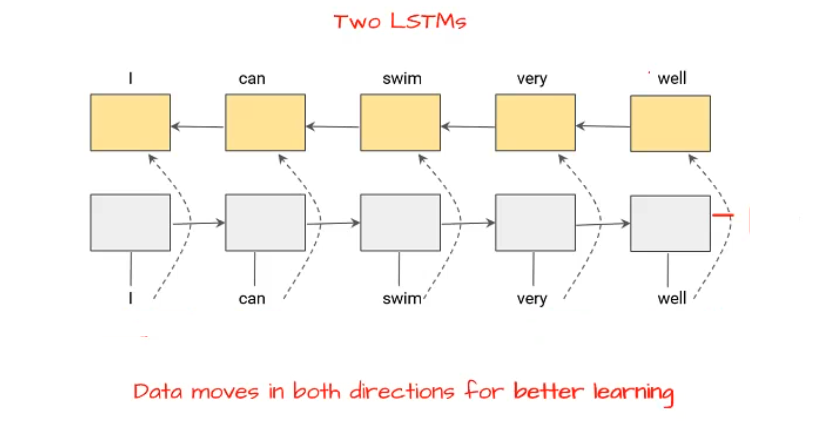 Two LSTMs
I can swim very well
I can swim very well
Data moves in both directions for better learning